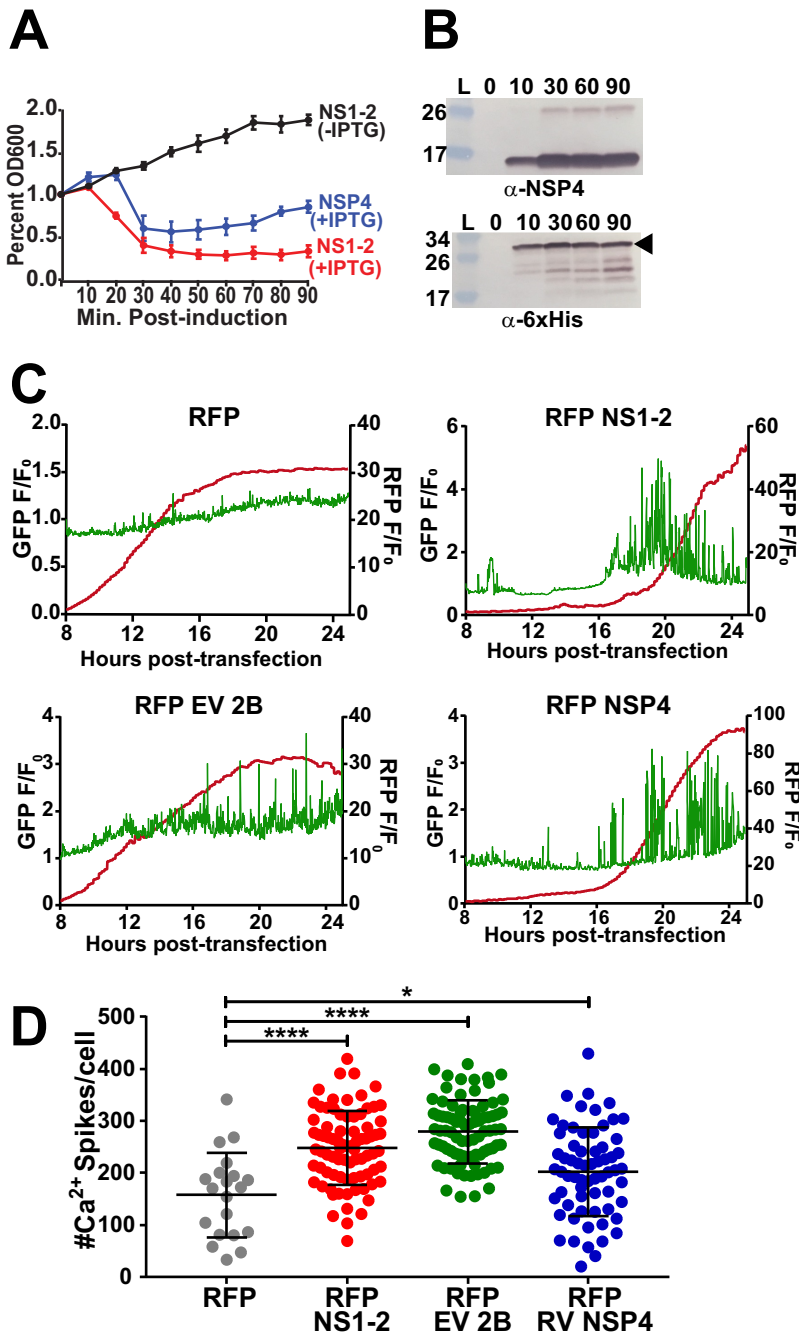 A
Percent OD600
2.0
1.5
1.0
0.5
0.0
NS1-2
(-IPTG)
NSP4
(+IPTG)
NS1-2
(+IPTG)
10 20 30 40 50 60 70 80 90
Min. Post-induction
B
L 0 10 30 60 90
26
17
α-NSP4
L 0 10 30 60 90
34
26
17
α-6xHis
C
RFP
GFP F/F₀
2.0
1.5
1.0
0.5
0.0
40
30
20
10
0
RFP F/F₀
8 12 16 20 24
Hours post-transfection
RFP NS1-2
GFP F/F₀
6
4
2
0
60
40
20
0
RFP F/F₀
8 12 16 20 24
Hours post-transfection
RFP EV 2B
GFP F/F₀
4
3
2
1
0
40
30
20
10
0
RFP F/F₀
8 12 16 20 24
Hours post-transfection
RFP NSP4
GFP F/F₀
4
3
2
1
0
100
80
60
40
20
0
RFP F/F₀
8 12 16 20 24
Hours post-transfection
D
#Ca²⁺ Spikes/cell
500
400
300
200
100
0
*
****
****
RFP
RFP
NS1-2
RFP
EV 2B
RFP
RV NSP4